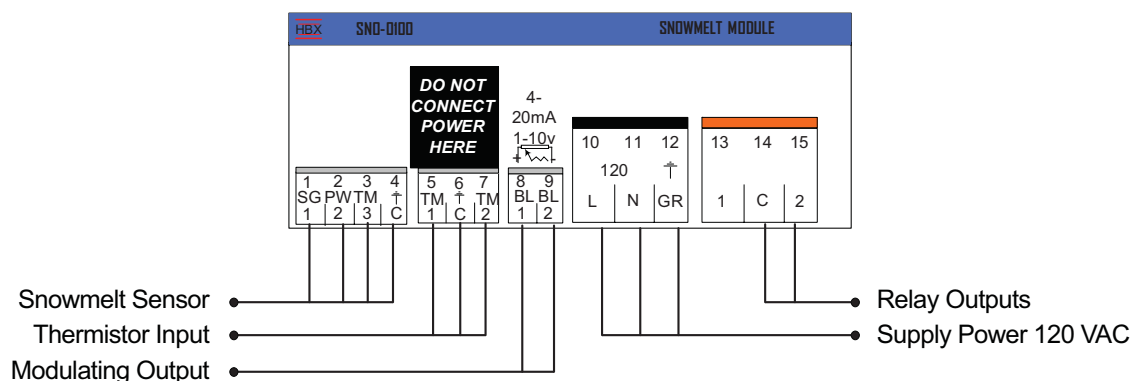 HBX SNO-0100 SNOWMELT MODULE
DO NOT
CONNECT
POWER
HERE
4-
20mA
1-10v
+ -
10 11 12
120
L N GR
13 14 15
1 C 2
1 2 3 4
SG PW TM
1 2 3 C
5 6 7
TM TM
1 C 2
8 9
BL BL
1 2
Snowmelt Sensor
Thermistor Input
Modulating Output
Relay Outputs
Supply Power 120 VAC